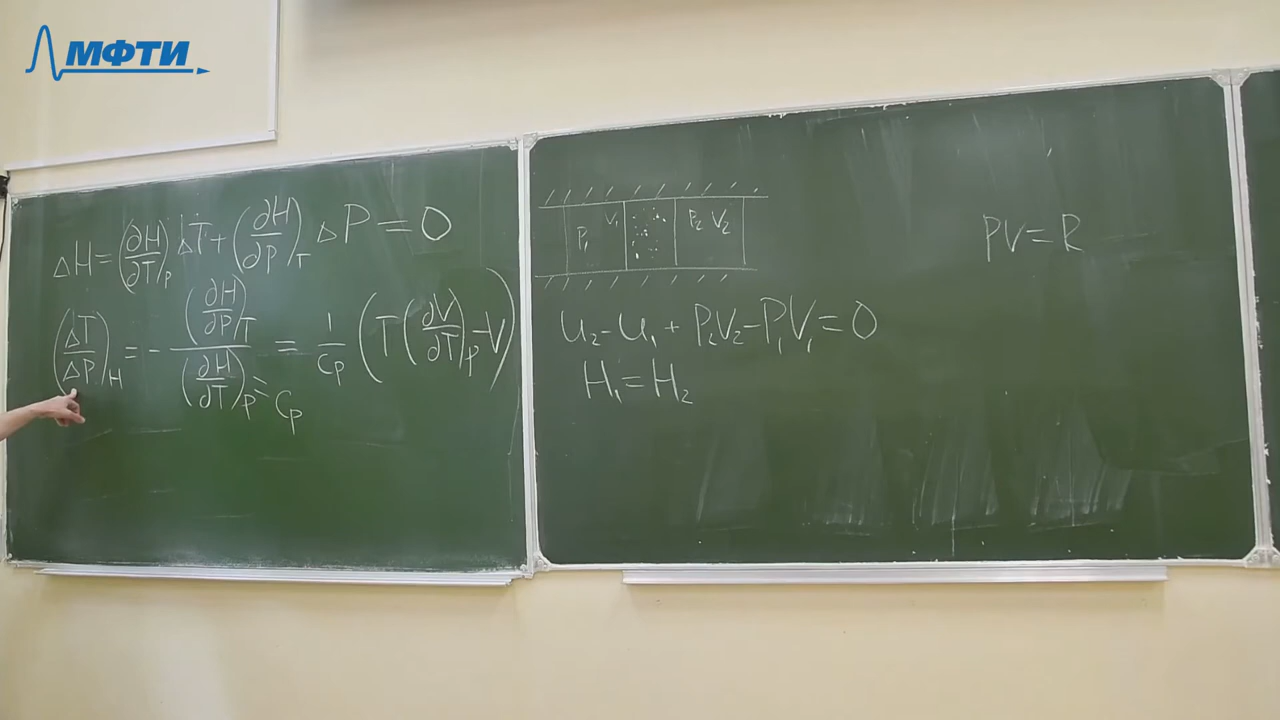 МФТИ
ΔH = (∂H/∂T)_P ΔT + (∂H/∂P)_T ΔP = 0
(ΔT/ΔP)_H = - (∂H/∂P)_T / (∂H/∂T)_P = 1/C_P (T (∂V/∂T)_P - V)
= C_P
P₁ V₁ P₂ V₂
U₂ - U₁ + P₂V₂ - P₁V₁ = 0
H₁ = H₂
PV = R